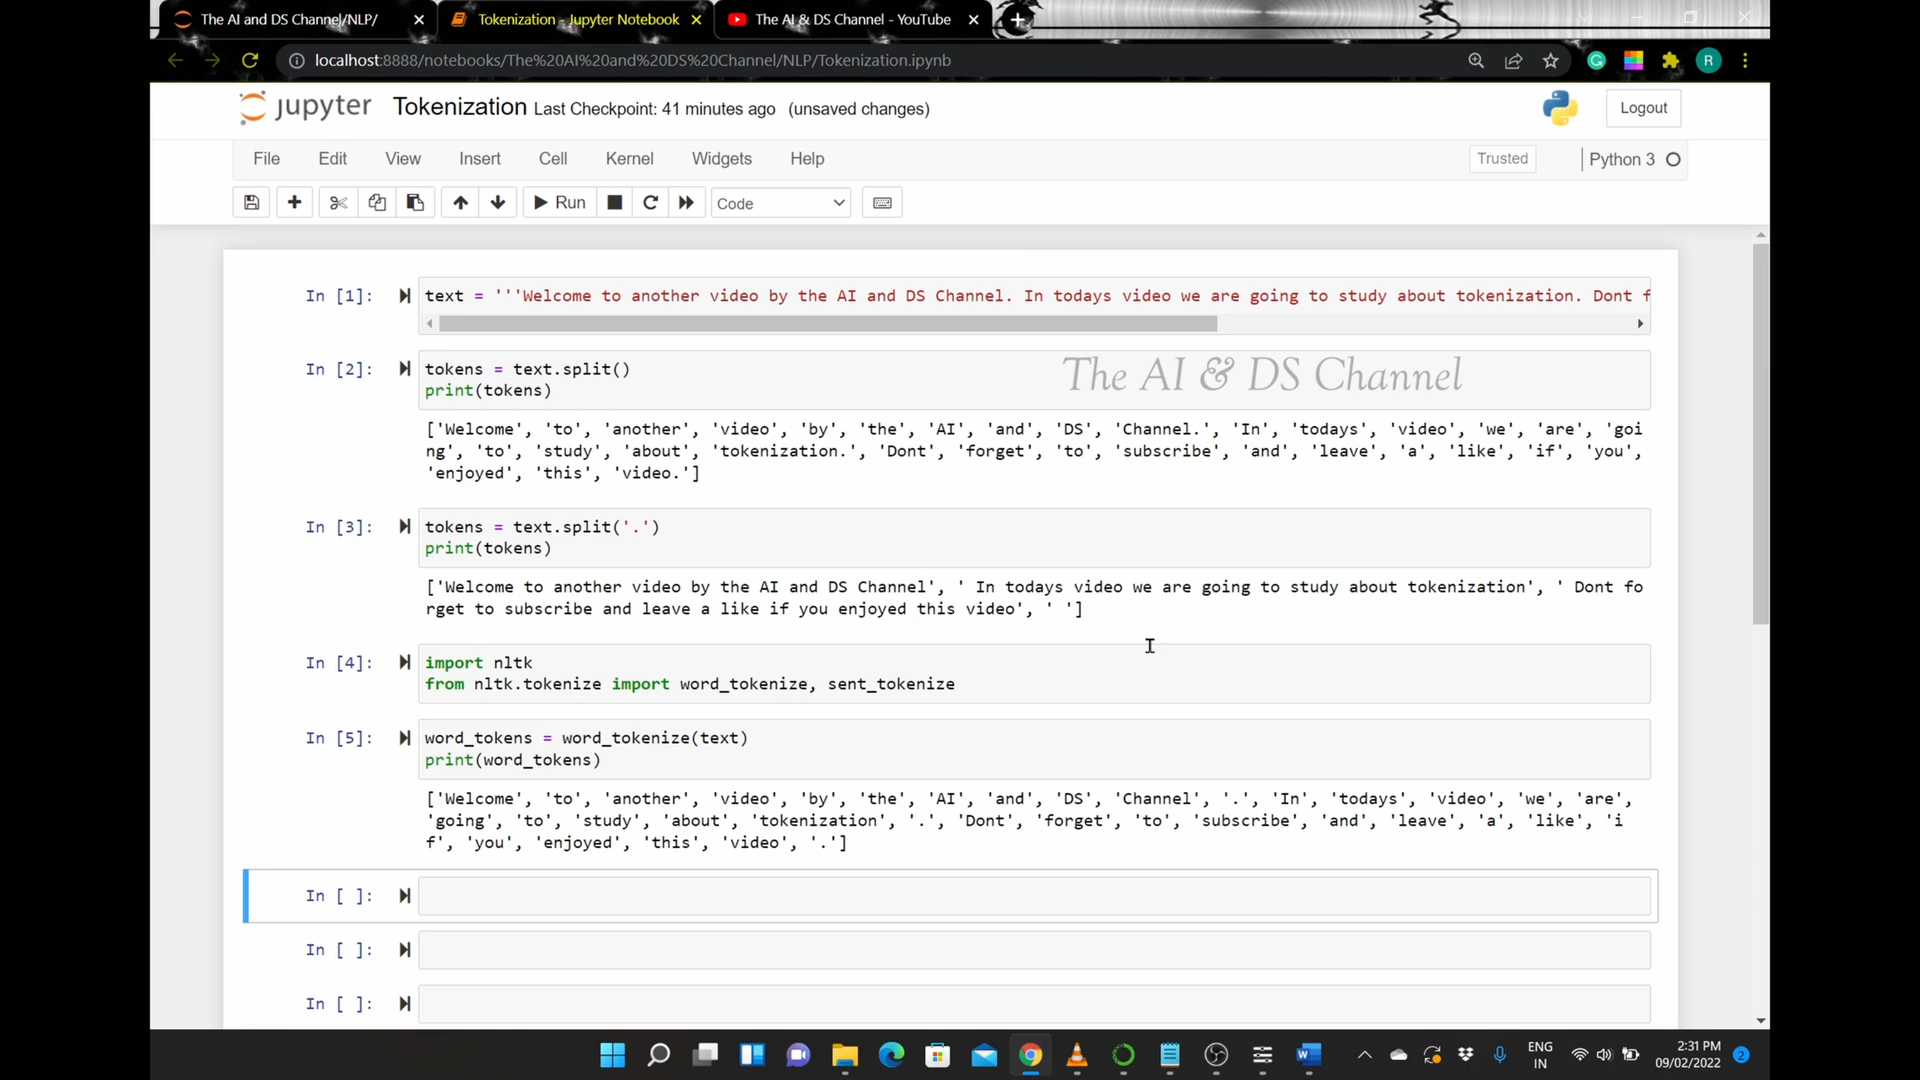 The AI and DS Channel/NLP/
Tokenization - Jupyter Notebook
The AI & DS Channel - YouTube
localhost:8888/notebooks/The%20AI%20and%20DS%20Channel/NLP/Tokenization.ipynb
R
jupyter Tokenization Last Checkpoint: 41 minutes ago (unsaved changes)
Logout
File Edit View Insert Cell Kernel Widgets Help
Trusted
Python 3
Run
Code
In [1]: text = '''Welcome to another video by the AI and DS Channel. In todays video we are going to study about tokenization. Dont f
In [2]: tokens = text.split()
print(tokens)
The AI & DS Channel
['Welcome', 'to', 'another', 'video', 'by', 'the', 'AI', 'and', 'DS', 'Channel.', 'In', 'todays', 'video', 'we', 'are', 'goi
ng', 'to', 'study', 'about', 'tokenization.', 'Dont', 'forget', 'to', 'subscribe', 'and', 'leave', 'a', 'like', 'if', 'you',
'enjoyed', 'this', 'video.']
In [3]: tokens = text.split('.')
print(tokens)
['Welcome to another video by the AI and DS Channel', ' In todays video we are going to study about tokenization', ' Dont fo
rget to subscribe and leave a like if you enjoyed this video', ' ']
In [4]: import nltk
from nltk.tokenize import word_tokenize, sent_tokenize
In [5]: word_tokens = word_tokenize(text)
print(word_tokens)
['Welcome', 'to', 'another', 'video', 'by', 'the', 'AI', 'and', 'DS', 'Channel', '.', 'In', 'todays', 'video', 'we', 'are',
'going', 'to', 'study', 'about', 'tokenization', '.', 'Dont', 'forget', 'to', 'subscribe', 'and', 'leave', 'a', 'like', 'i
f', 'you', 'enjoyed', 'this', 'video', '.']
In [ ]:
In [ ]:
In [ ]:
ENG
IN
2:31 PM
09/02/2022
2